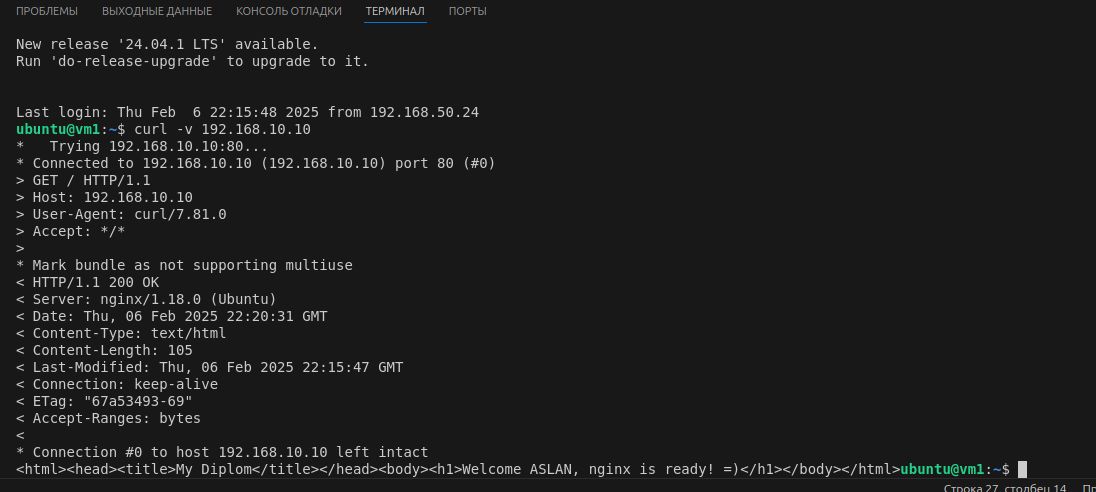 ПРОБЛЕМЫ ВЫХОДНЫЕ ДАННЫЕ КОНСОЛЬ ОТЛАДКИ ТЕРМИНАЛ ПОРТЫ
New release '24.04.1 LTS' available.
Run 'do-release-upgrade' to upgrade to it.
Last login: Thu Feb  6 22:15:48 2025 from 192.168.50.24
ubuntu@vm1:~$ curl -v 192.168.10.10
*   Trying 192.168.10.10:80...
* Connected to 192.168.10.10 (192.168.10.10) port 80 (#0)
> GET / HTTP/1.1
> Host: 192.168.10.10
> User-Agent: curl/7.81.0
> Accept: */*
>
* Mark bundle as not supporting multiuse
< HTTP/1.1 200 OK
< Server: nginx/1.18.0 (Ubuntu)
< Date: Thu, 06 Feb 2025 22:20:31 GMT
< Content-Type: text/html
< Content-Length: 105
< Last-Modified: Thu, 06 Feb 2025 22:15:47 GMT
< Connection: keep-alive
< ETag: "67a53493-69"
< Accept-Ranges: bytes
<
* Connection #0 to host 192.168.10.10 left intact
<html><head><title>My Diplom</title></head><body><h1>Welcome ASLAN, nginx is ready! =)</h1></body></html>ubuntu@vm1:~$
Строка 27, столбец 14